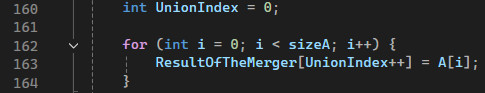 160 int UnionIndex = 0;
161
162 for (int i = 0; i < sizeA; i++) {
163 ResultOfTheMerger[UnionIndex++] = A[i];
164 }